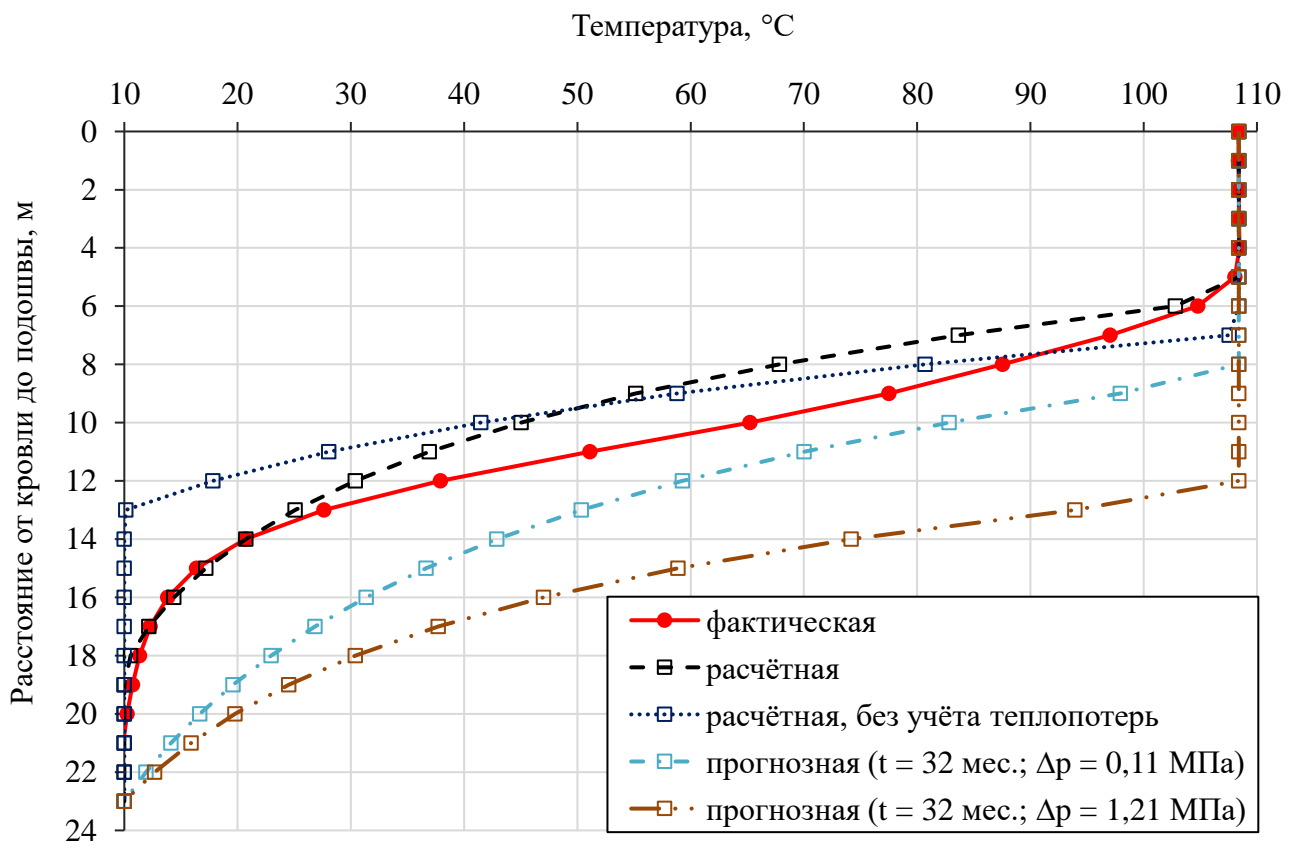 Температура, °C
10 20 30 40 50 60 70 80 90 100 110
Расстояние от кровли до подошвы, м
0
2
4
6
8
10
12
14
16
18
20
22
24
фактическая
расчётная
расчётная, без учёта теплопотерь
прогнозная (t = 32 мес.; Δp = 0,11 МПа)
прогнозная (t = 32 мес.; Δp = 1,21 МПа)